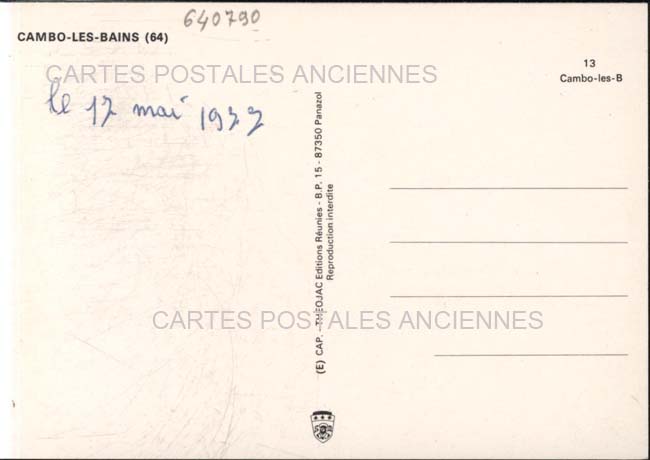 640790
CAMBO-LES-BAINS (64)
13
Cambo-les-B
CARTES POSTALES ANCIENNES
le 17 mai 1977
(E) CAP. - THEOJAC Editions Réunies - B.P. 15 - 87350 Panazol
Reproduction interdite
CARTES POSTALES ANCIENNES